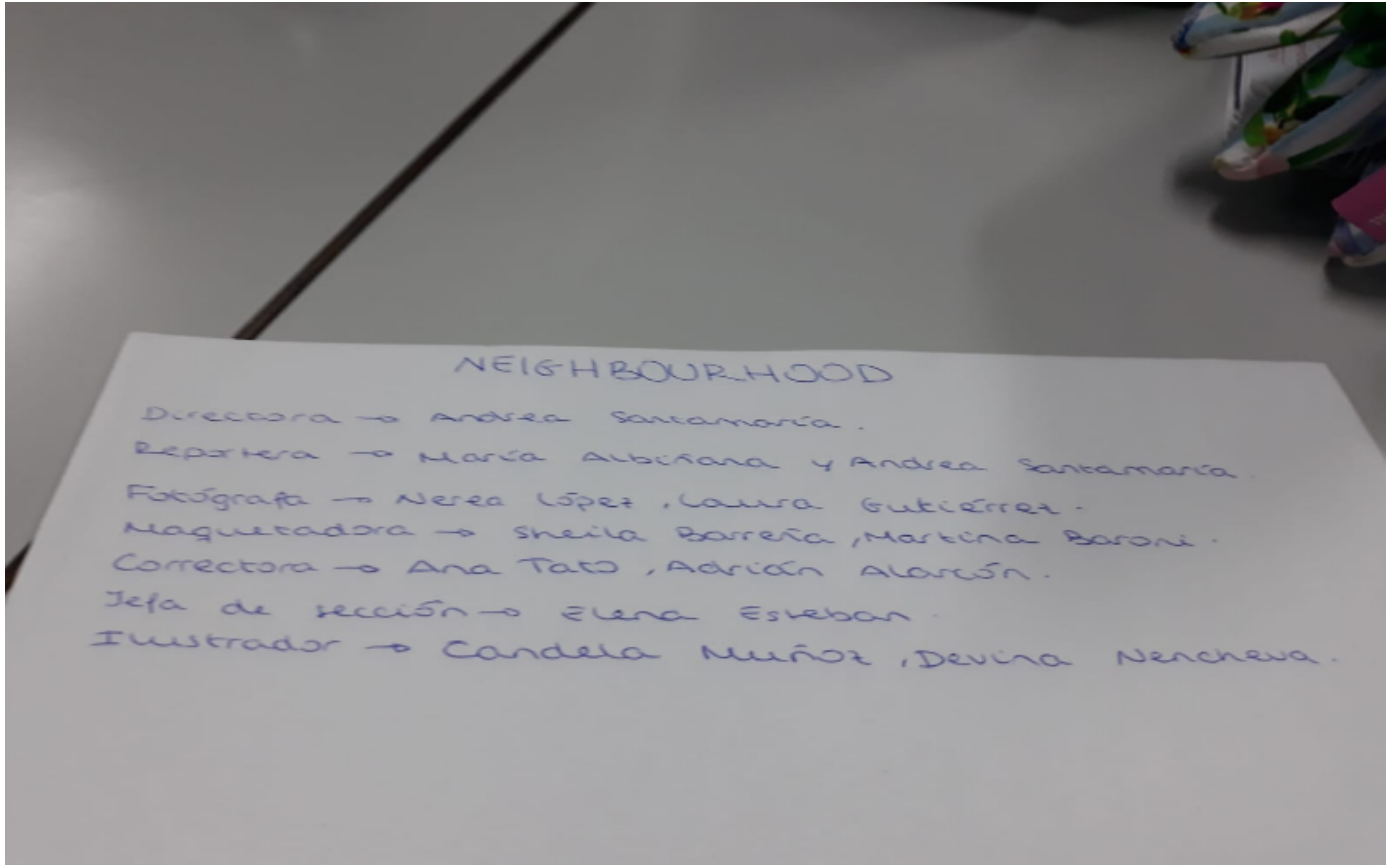 NEIGHBOURHOOD
Directora → Andrea Santamaría.
Reportera → María Albiñana y Andrea Santamaría.
Fotógrafa → Nerea López, Laura Gutiérrez.
Maquetadora → Sheila Barreña, Martina Baroni.
Correctora → Ana Tato, Adrián Alarcón.
Jefa de sección → Elena Esteban.
Ilustrador → Candela Muñoz, Devina Nencheva.